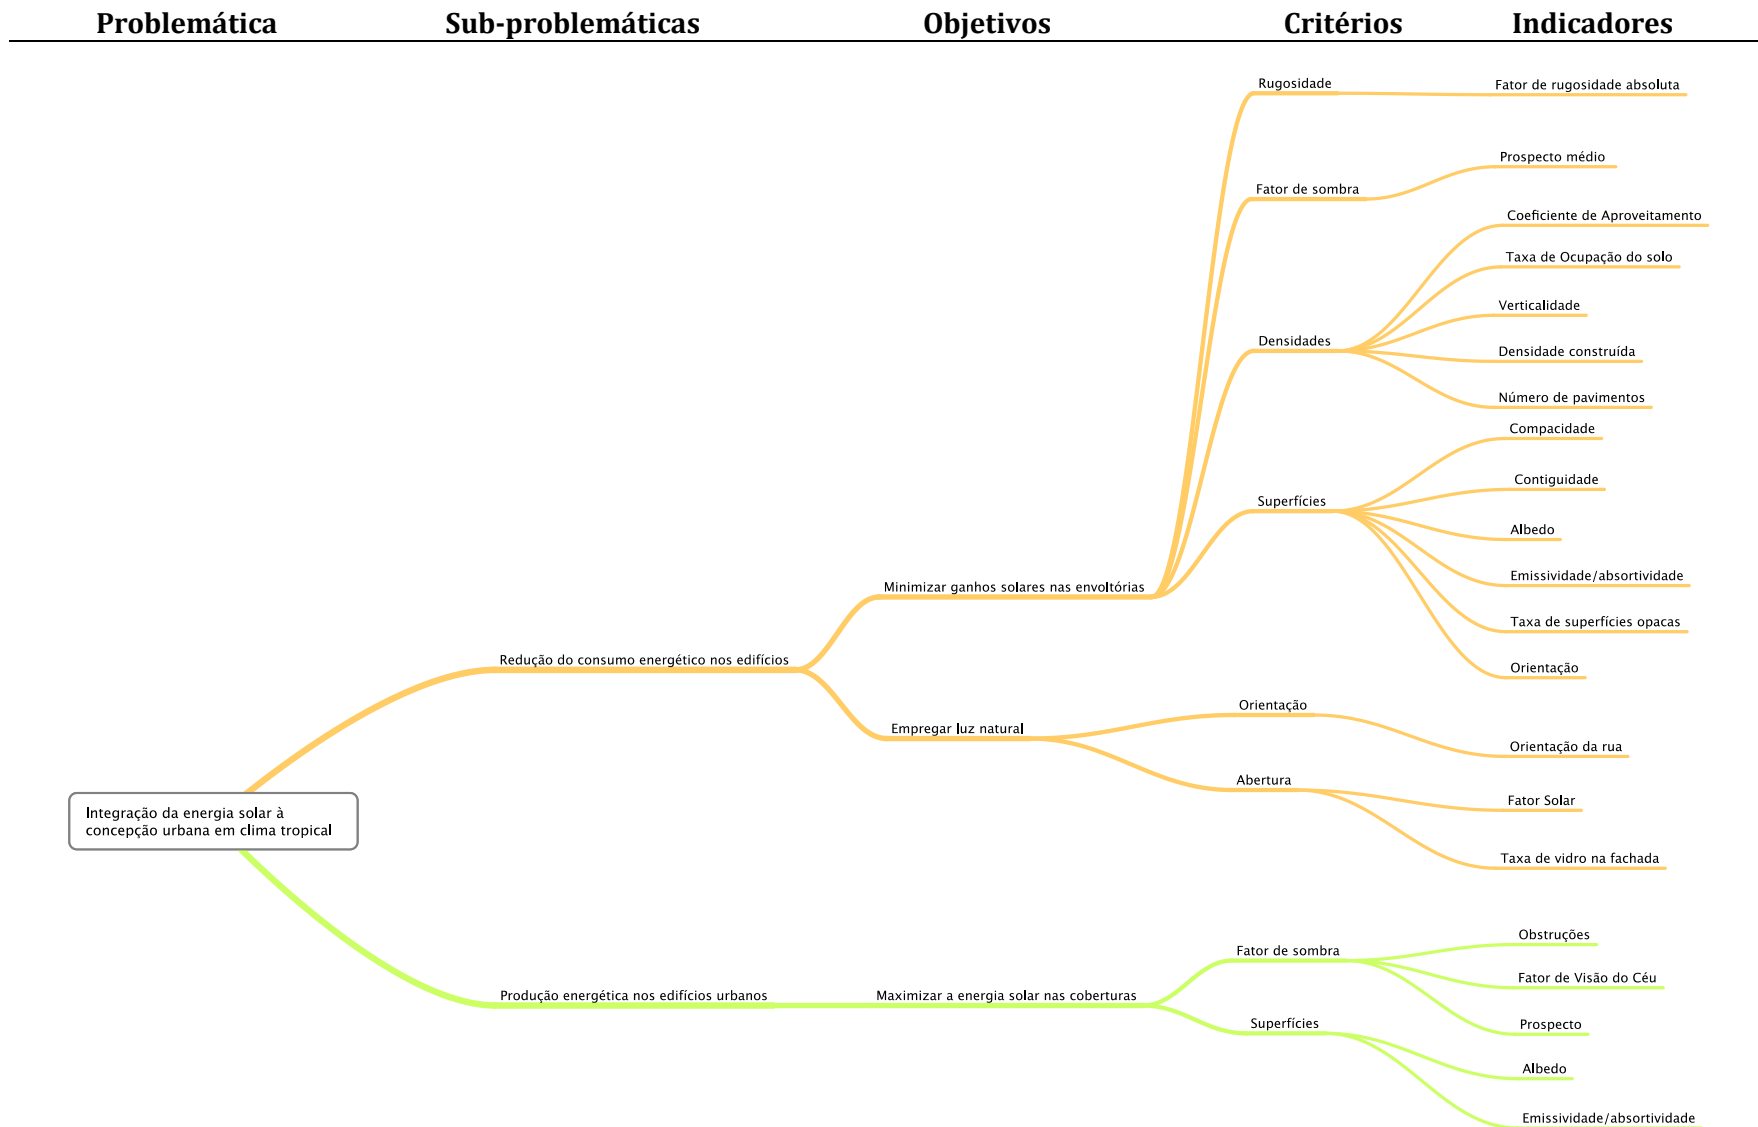 Problemática Sub-problemáticas Objetivos Critérios Indicadores
Rugosidade
Fator de rugosidade absoluta
Prospecto médio
Fator de sombra
Coeficiente de Aproveitamento
Taxa de Ocupação do solo
Verticalidade
Densidades
Densidade construída
Número de pavimentos
Compacidade
Contiguidade
Superfícies
Albedo
Minimizar ganhos solares nas envoltórias
Emissividade/absortividade
Taxa de superfícies opacas
Redução do consumo energético nos edifícios
Orientação
Orientação
Empregar luz natural
Orientação da rua
Abertura
Fator Solar
Integração da energia solar à
concepção urbana em clima tropical
Taxa de vidro na fachada
Obstruções
Fator de sombra
Fator de Visão do Céu
Produção energética nos edifícios urbanos
Maximizar a energia solar nas coberturas
Superfícies
Prospecto
Albedo
Emissividade/absortividade